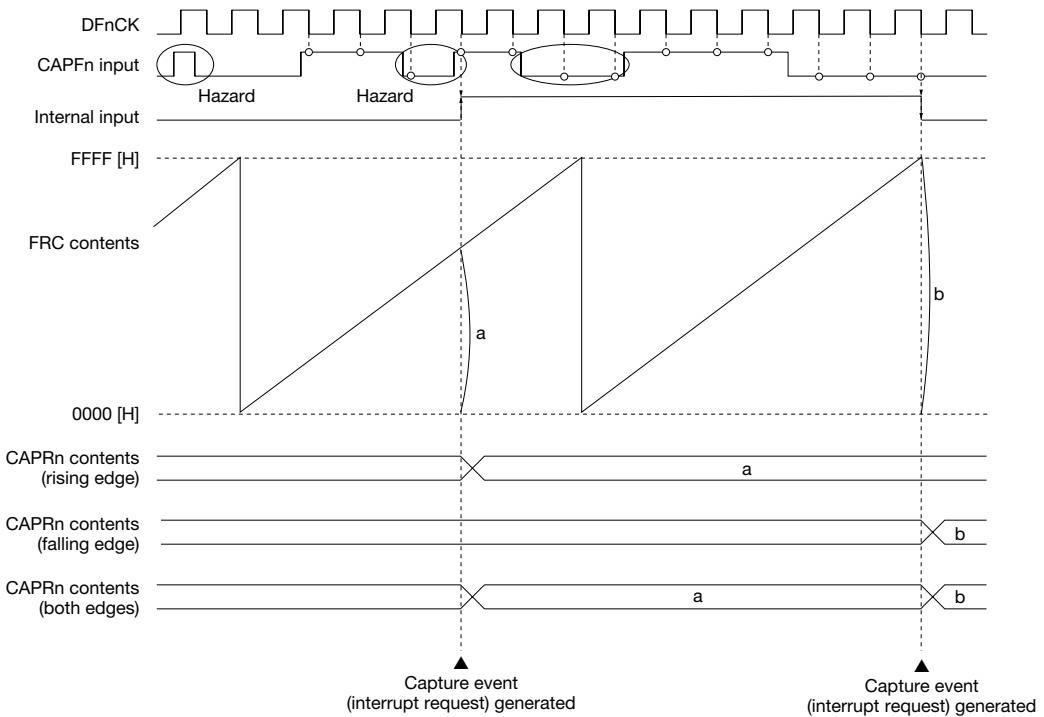 DFnCK
CAPFn input
Hazard
Hazard
Internal input
FFFF [H]
FRC contents
a
b
0000 [H]
CAPRn contents
(rising edge)
a
CAPRn contents
(falling edge)
b
CAPRn contents
(both edges)
a
b
Capture event
(interrupt request) generated
Capture event
(interrupt request) generated